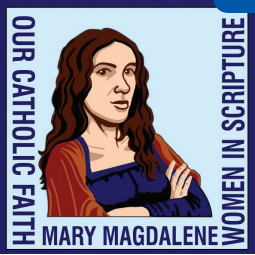 OUR CATHOLIC FAITH
MARY MAGDALENE
WOMEN IN SCRIPTURE